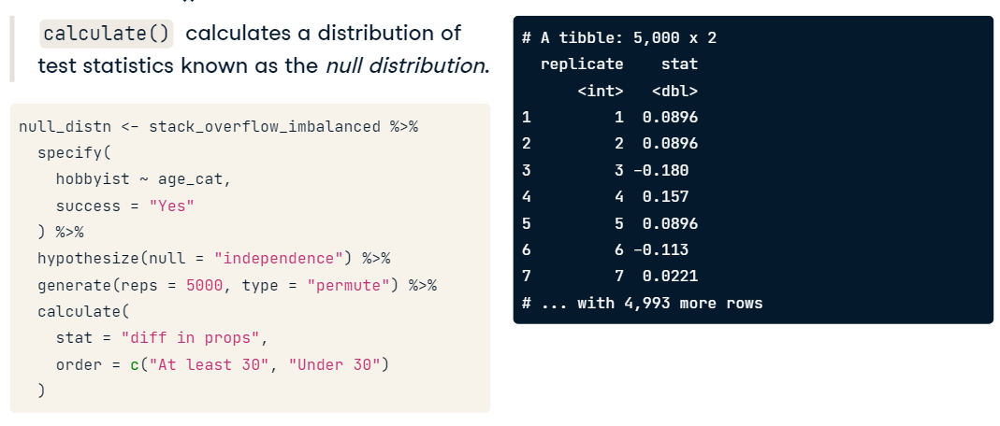 calculate() calculates a distribution of
test statistics known as the null distribution.
null_distn <- stack_overflow_imbalanced %>%
  specify(
    hobbyist ~ age_cat,
    success = "Yes"
  ) %>%
  hypothesize(null = "independence") %>%
  generate(reps = 5000, type = "permute") %>%
  calculate(
    stat = "diff in props",
    order = c("At least 30", "Under 30")
  )
# A tibble: 5,000 x 2
  replicate    stat
      <int>   <dbl>
1         1  0.0896
2         2  0.0896
3         3 -0.180
4         4  0.157
5         5  0.0896
6         6 -0.113
7         7  0.0221
# ... with 4,993 more rows